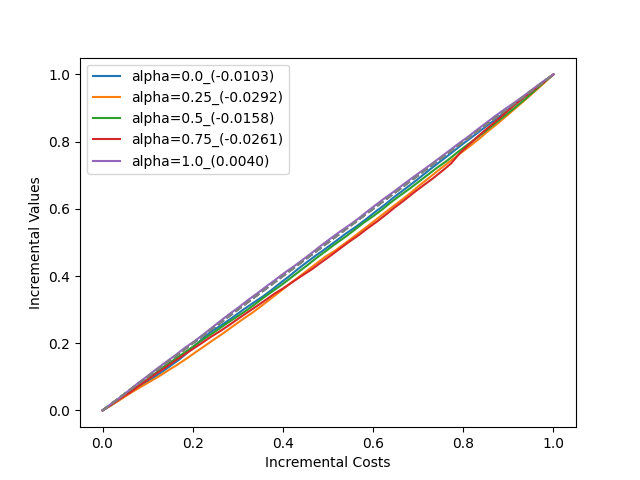 alpha=0.0_(-0.0103)
alpha=0.25_(-0.0292)
alpha=0.5_(-0.0158)
alpha=0.75_(-0.0261)
alpha=1.0_(0.0040)
1.0
0.8
0.6
0.4
0.2
0.0
Incremental Values
0.0 0.2 0.4 0.6 0.8 1.0
Incremental Costs